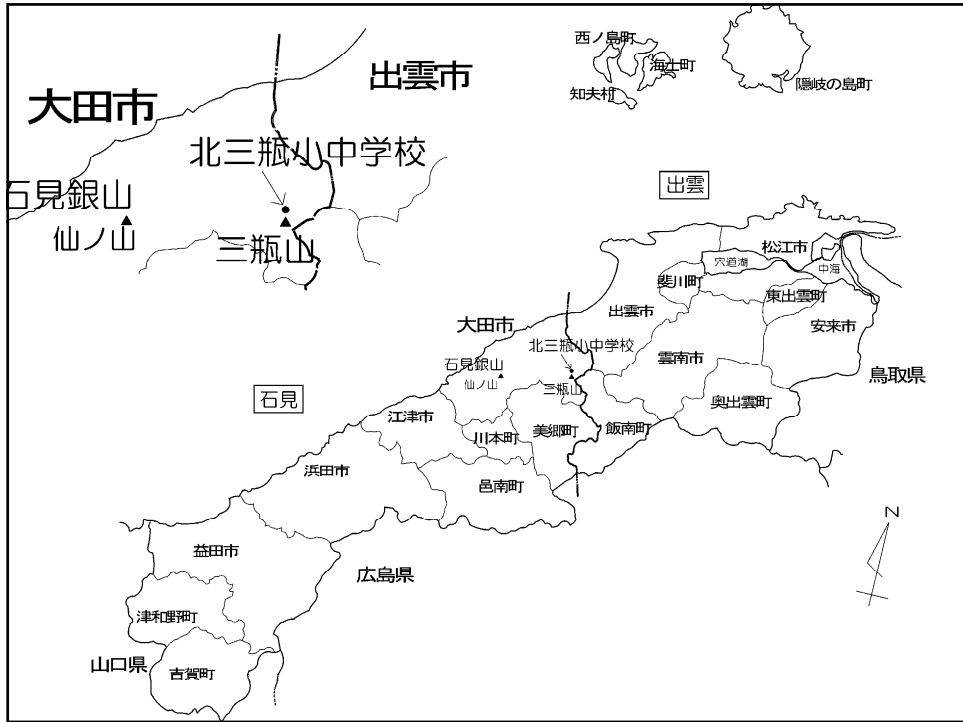 西ノ島町
海士町
知夫村
隠岐の島町
出雲市
大田市
北三瓶小中学校
石見銀山
仙ノ山
三瓶山
出雲
松江市
宍道湖
中海
斐川町
東出雲町
出雲市
安来市
大田市
北三瓶小中学校
雲南市
石見銀山
仙ノ山
三瓶山
鳥取県
石見
奥出雲町
江津市
川本町
美郷町
飯南町
浜田市
邑南町
N
益田市
広島県
津和野町
山口県
吉賀町